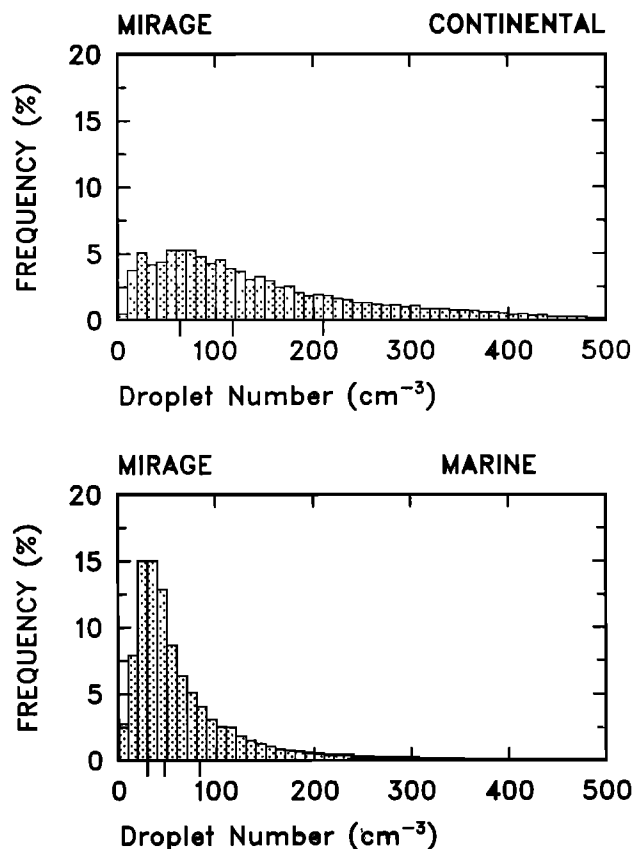 MIRAGE CONTINENTAL
20
15
10
5
0
FREQUENCY (%)
0 100 200 300 400 500
Droplet Number (cm⁻³)
MIRAGE MARINE
20
15
10
5
0
FREQUENCY (%)
0 100 200 300 400 500
Droplet Number (cm⁻³)